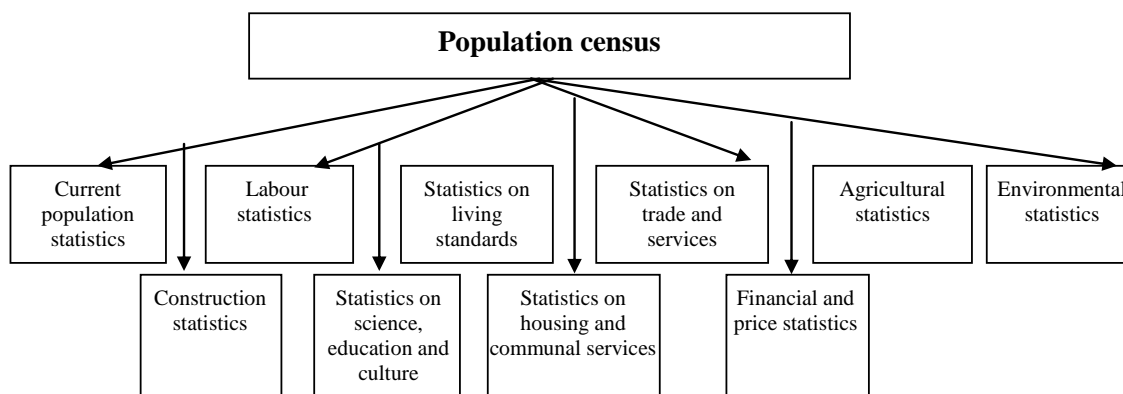 Population census
Current
population
statistics
Labour
statistics
Statistics on
living
standards
Statistics on
trade and
services
Agricultural
statistics
Environmental
statistics
Construction
statistics
Statistics on
science,
education and
culture
Statistics on
housing and
communal services
Financial and
price statistics